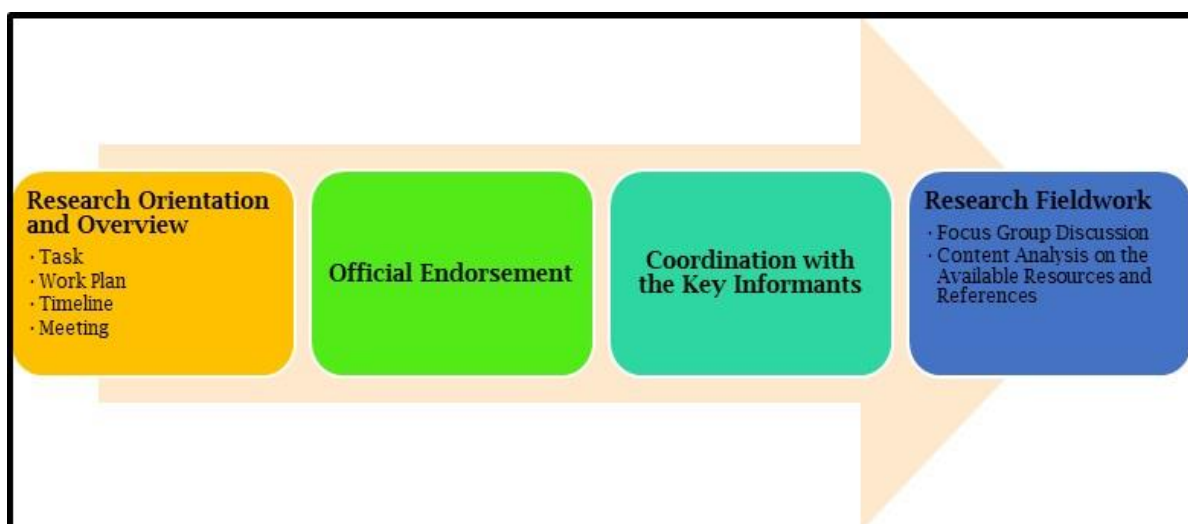 Research Orientation
and Overview
· Task
· Work Plan
· Timeline
· Meeting
Official Endorsement
Coordination with
the Key Informants
Research Fieldwork
· Focus Group Discussion
· Content Analysis on the
Available Resources and
References